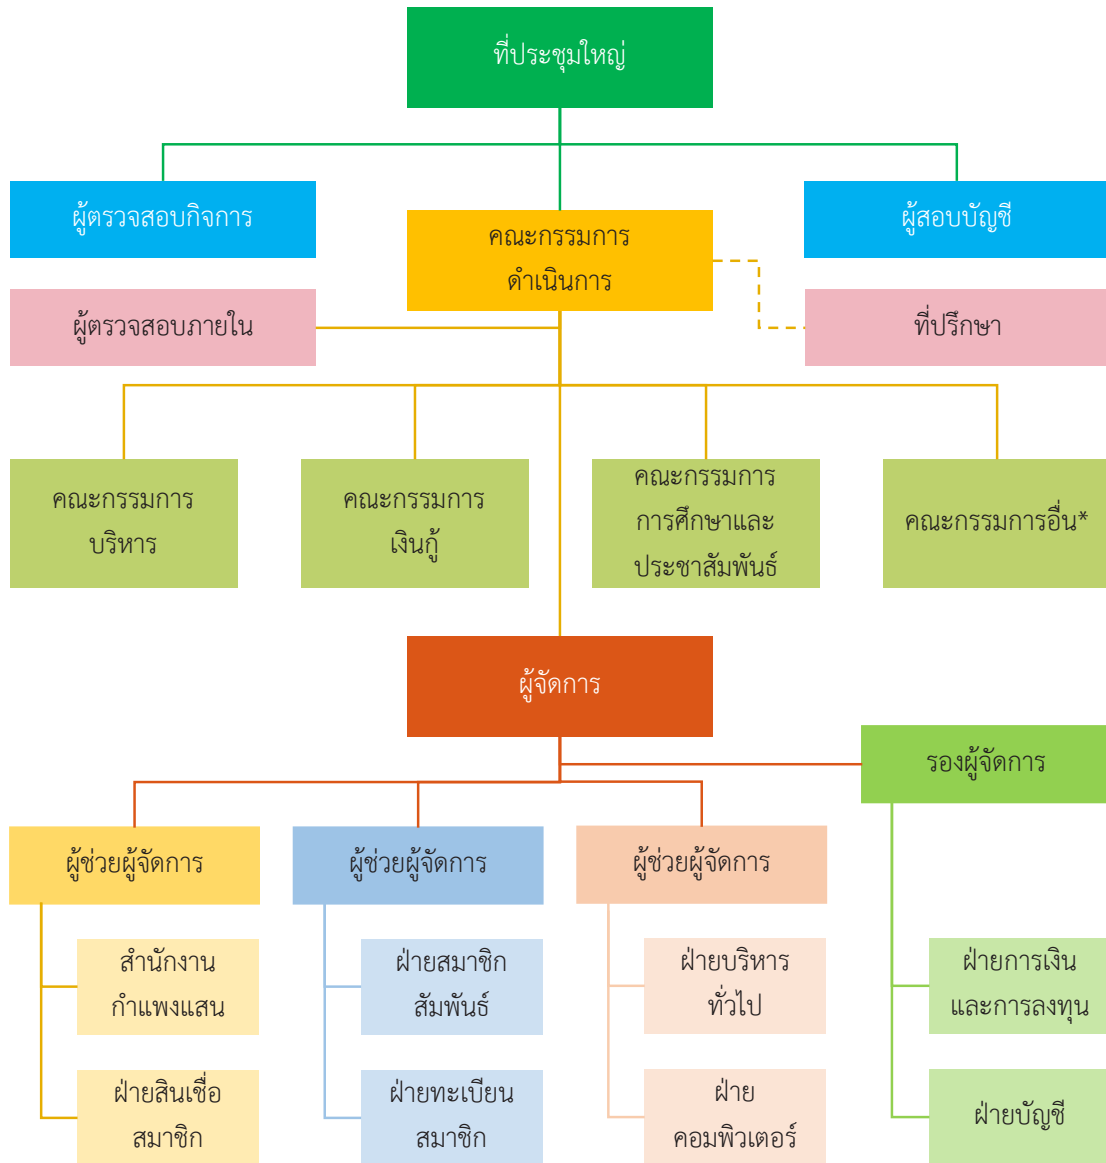 ที่ประชุมใหญ่
ผู้ตรวจสอบกิจการ
คณะกรรมการ
ดำเนินการ
ผู้สอบบัญชี
ผู้ตรวจสอบภายใน
ที่ปรึกษา
คณะกรรมการ
บริหาร
คณะกรรมการ
เงินกู้
คณะกรรมการ
การศึกษาและ
ประชาสัมพันธ์
คณะกรรมการอื่น*
ผู้จัดการ
รองผู้จัดการ
ผู้ช่วยผู้จัดการ
ผู้ช่วยผู้จัดการ
ผู้ช่วยผู้จัดการ
สำนักงาน
กำแพงแสน
ฝ่ายสมาชิก
สัมพันธ์
ฝ่ายบริหาร
ทั่วไป
ฝ่ายการเงิน
และการลงทุน
ฝ่ายสินเชื่อ
สมาชิก
ฝ่ายทะเบียน
สมาชิก
ฝ่าย
คอมพิวเตอร์
ฝ่ายบัญชี